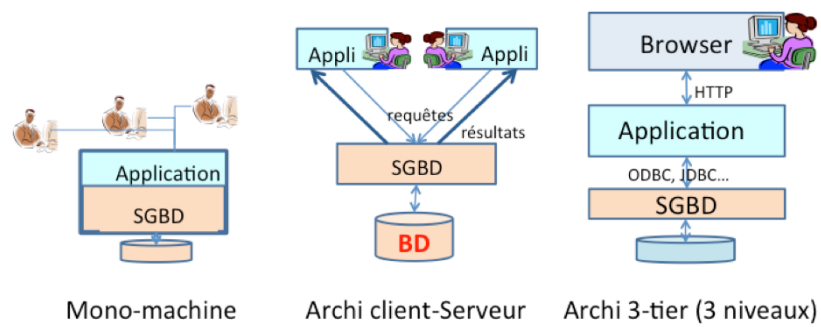 Application
SGBD
Mono-machine
Appli
Appli
requêtes
résultats
SGBD
BD
Archi client-Serveur
Browser
HTTP
Application
ODBC, JDBC...
SGBD
Archi 3-tier (3 niveaux)